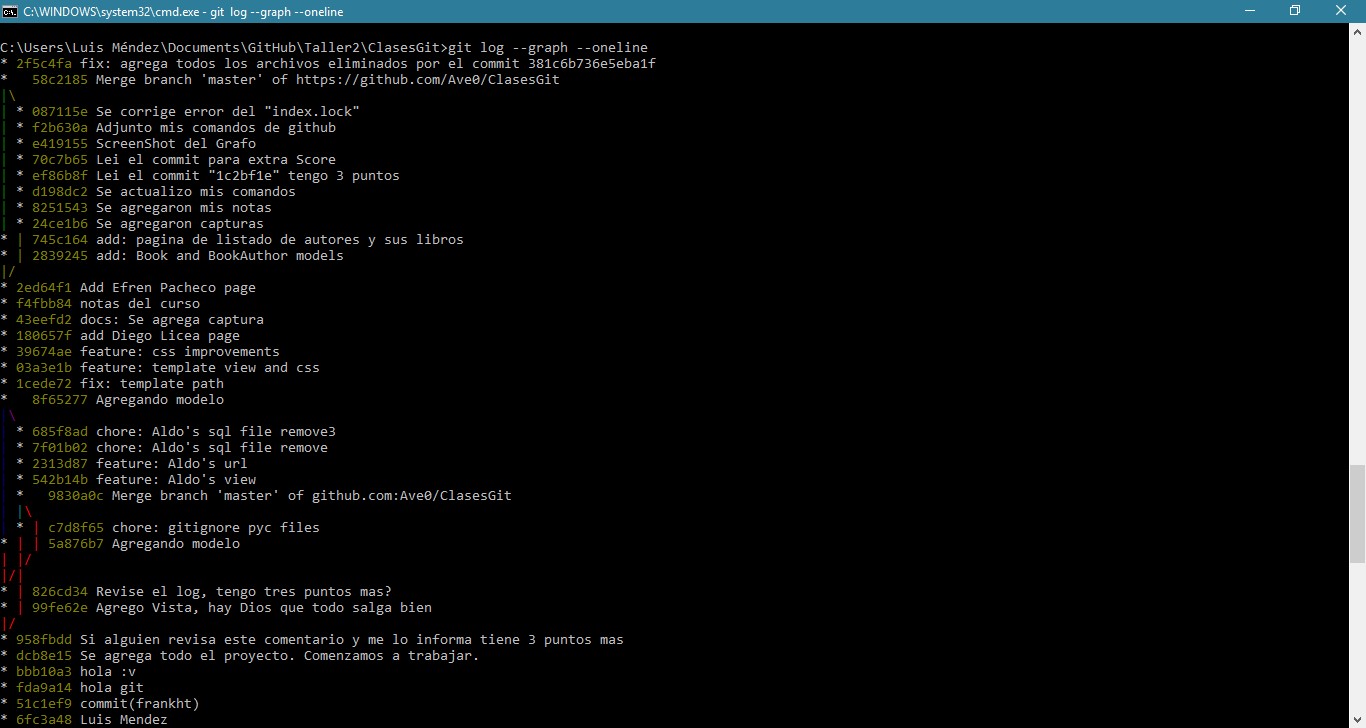 C:\WINDOWS\system32\cmd.exe - git log --graph --oneline
C:\Users\Luis Méndez\Documents\GitHub\Taller2\ClasesGit>git log --graph --oneline
* 2f5c4fa fix: agrega todos los archivos eliminados por el commit 381c6b736e5eba1f
*   58c2185 Merge branch 'master' of https://github.com/Ave0/ClasesGit
|\
| * 087115e Se corrige error del "index.lock"
| * f2b630a Adjunto mis comandos de github
| * e419155 ScreenShot del Grafo
| * 70c7b65 Lei el commit para extra Score
| * ef86b8f Lei el commit "1c2bf1e" tengo 3 puntos
| * d198dc2 Se actualizo mis comandos
| * 8251543 Se agregaron mis notas
| * 24ce1b6 Se agregaron capturas
* | 745c164 add: pagina de listado de autores y sus libros
* | 2839245 add: Book and BookAuthor models
|/
* 2ed64f1 Add Efren Pacheco page
* f4fbb84 notas del curso
* 43eefd2 docs: Se agrega captura
* 180657f add Diego Licea page
* 39674ae feature: css improvements
* 03a3e1b feature: template view and css
* 1cede72 fix: template path
*   8f65277 Agregando modelo
|\
| * 685f8ad chore: Aldo's sql file remove3
| * 7f01b02 chore: Aldo's sql file remove
| * 2313d87 feature: Aldo's url
| * 542b14b feature: Aldo's view
| *   9830a0c Merge branch 'master' of github.com:Ave0/ClasesGit
| |\
| * | c7d8f65 chore: gitignore pyc files
* | | 5a876b7 Agregando modelo
| |/
|/|
* | 826cd34 Revise el log, tengo tres puntos mas?
* | 99fe62e Agrego Vista, hay Dios que todo salga bien
|/
* 958fbdd Si alguien revisa este comentario y me lo informa tiene 3 puntos mas
* dcb8e15 Se agrega todo el proyecto. Comenzamos a trabajar.
* bbb10a3 hola :v
* fda9a14 hola git
* 51c1ef9 commit(frankht)
* 6fc3a48 Luis Mendez